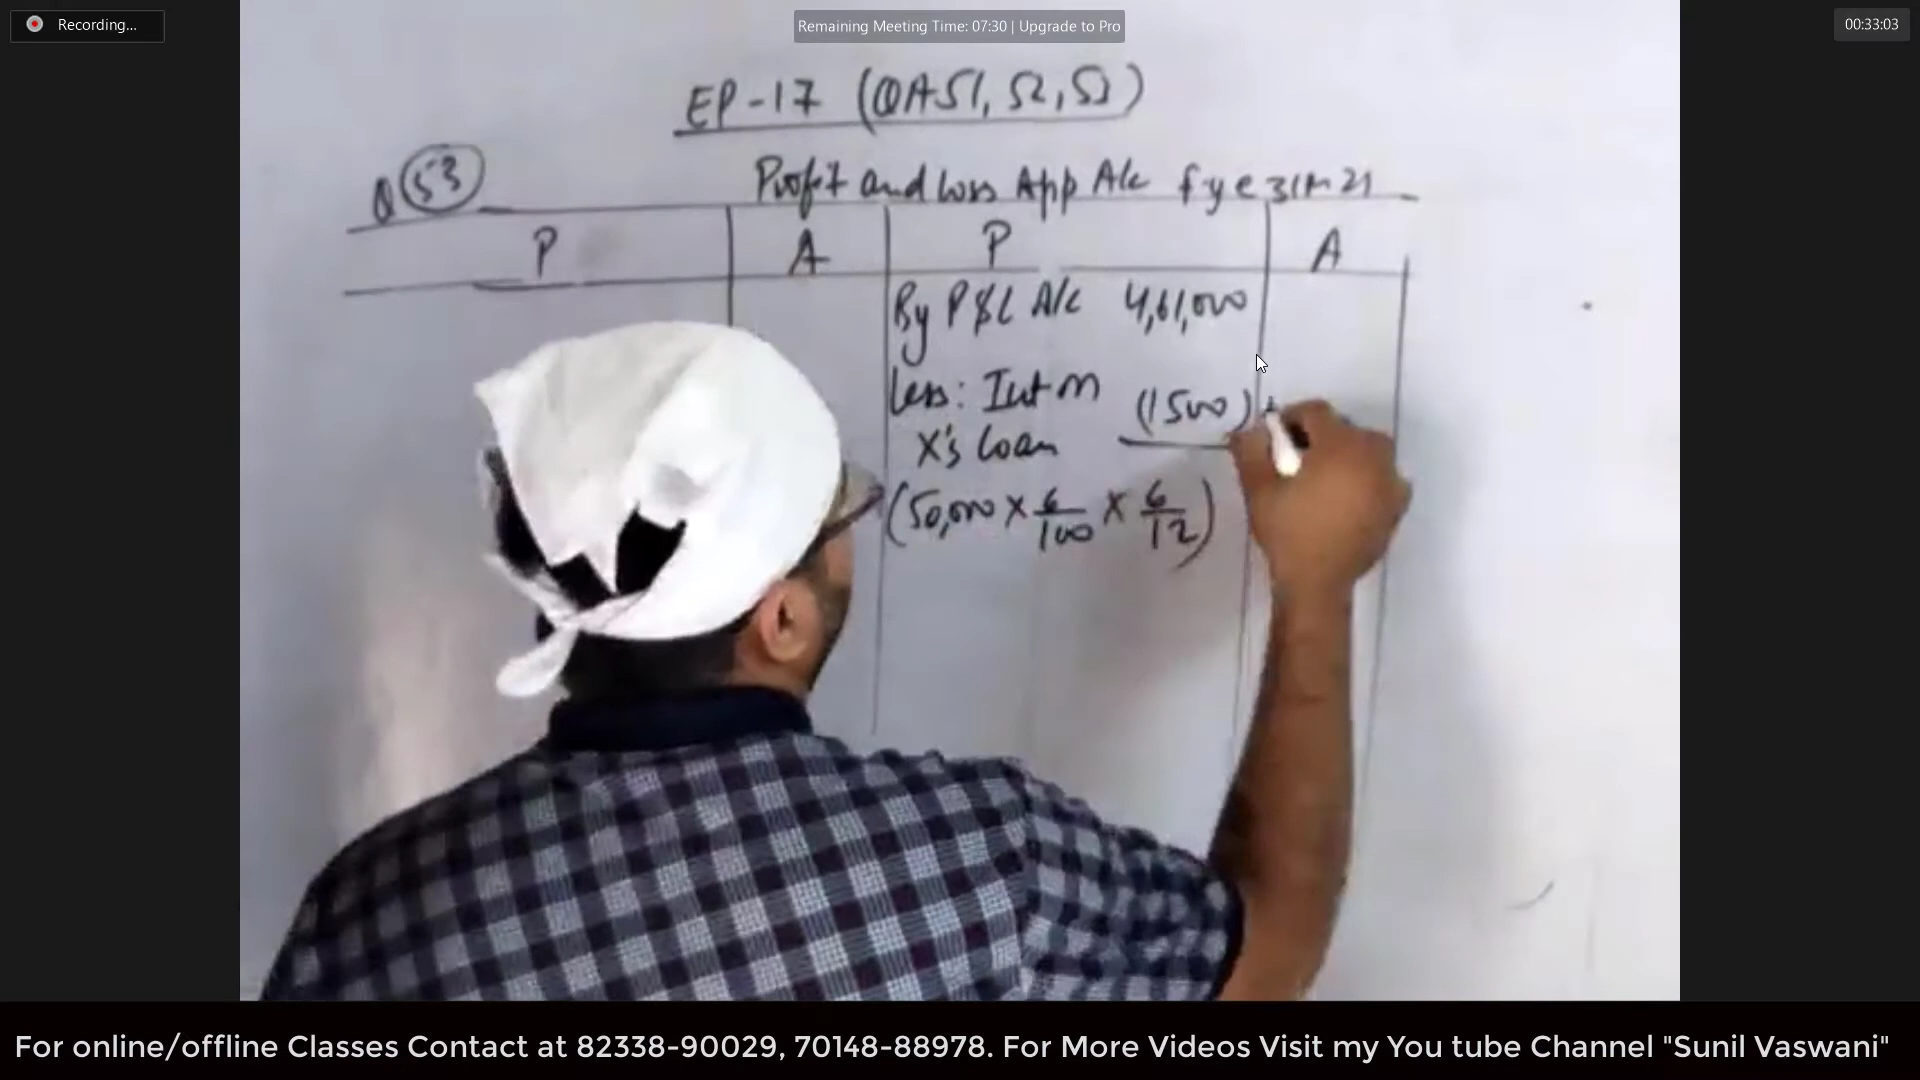 Recording...
Remaining Meeting Time: 07:30 | Upgrade to Pro
00:33:03
EP-17 (QA51, 52, 53)
Q 53
Profit and Loss App A/c f y e 31 M 21
P A P A
By P&L A/c 4,61,000
Less: Int on
X's Loan (1500)
(50,000 × 6/100 × 6/12)
For online/offline Classes Contact at 82338-90029, 70148-88978. For More Videos Visit my You tube Channel "Sunil Vaswani"